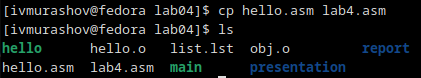 [ivmurashov@fedora lab04]$ cp hello.asm lab4.asm
[ivmurashov@fedora lab04]$ ls
hello hello.o list.lst obj.o report
hello.asm lab4.asm main presentation